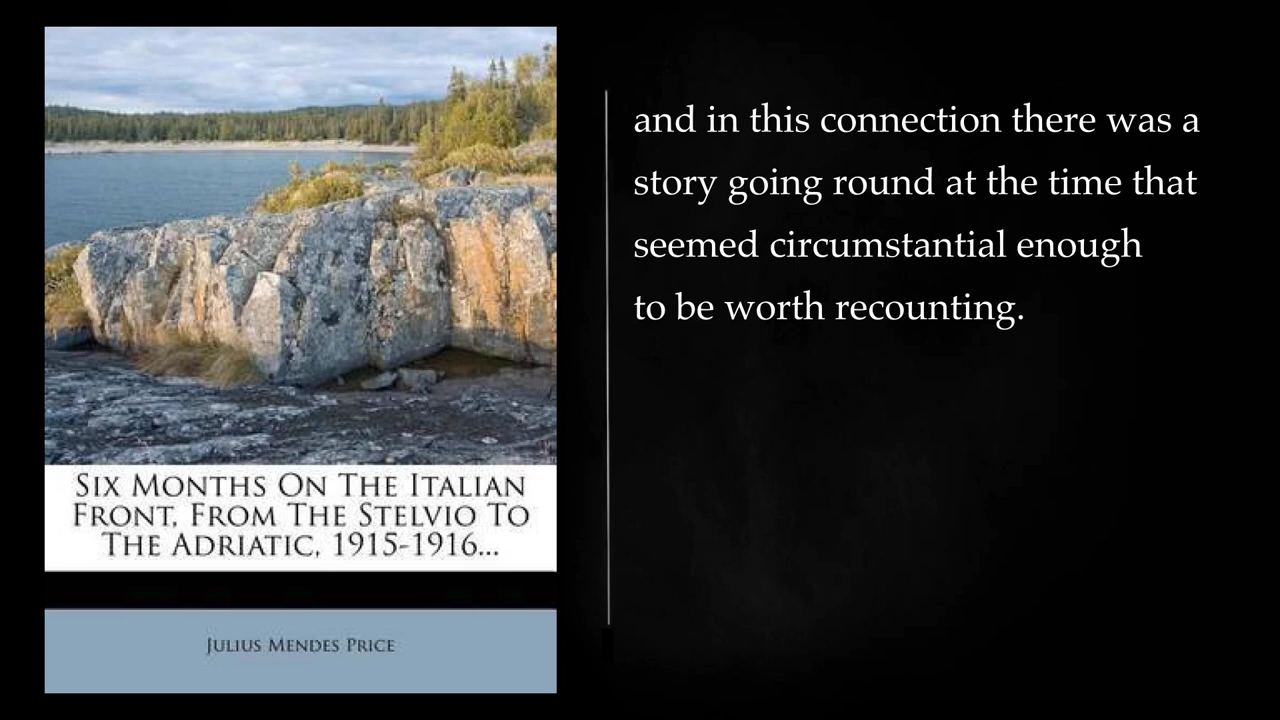 Six Months On The Italian
Front, From The Stelvio To
The Adriatic, 1915-1916...
Julius Mendes Price
and in this connection there was a
story going round at the time that
seemed circumstantial enough
to be worth recounting.